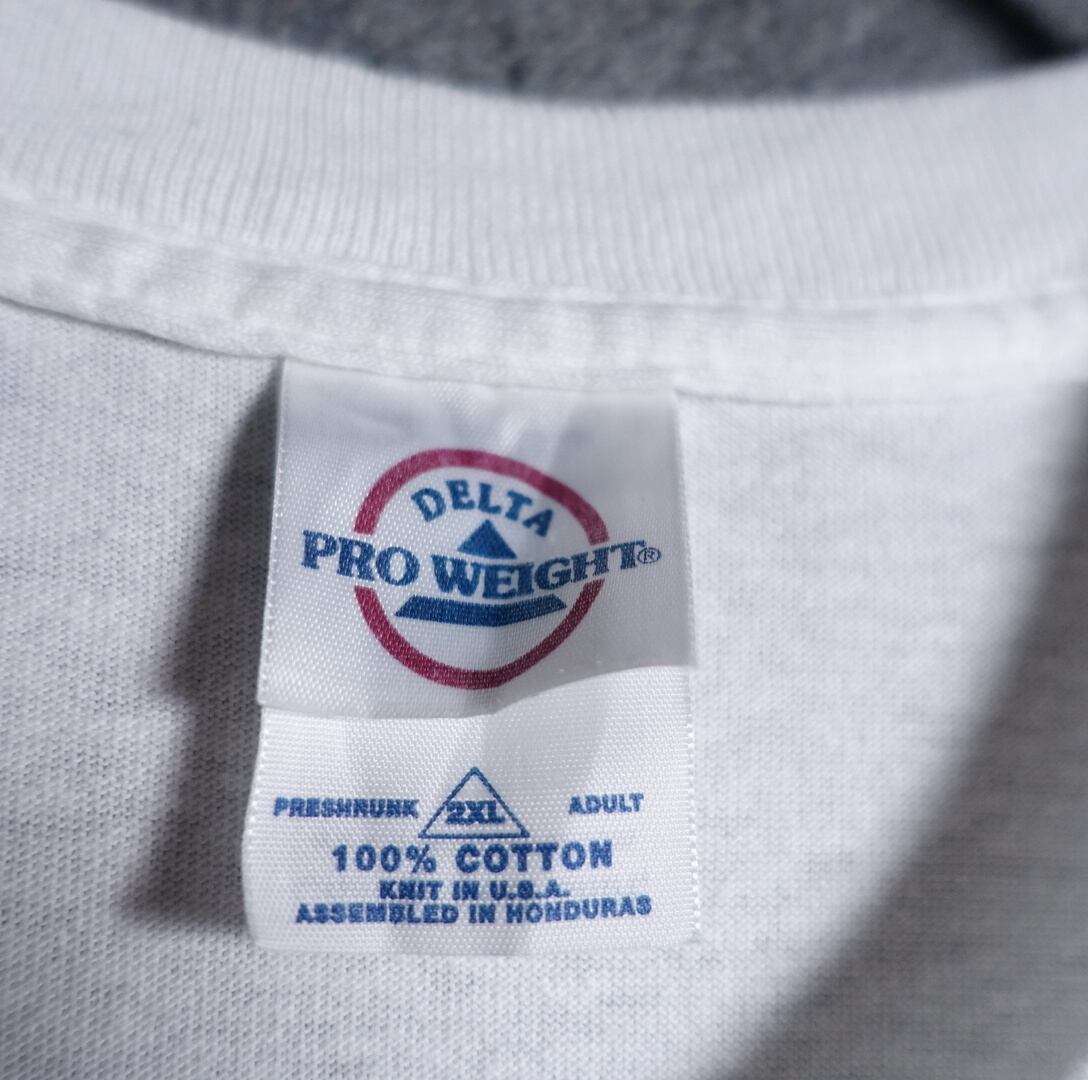 DELTA
PRO WEIGHT®
PRESHRUNK 2XL ADULT
100% COTTON
KNIT IN U.S.A.
ASSEMBLED IN HONDURAS